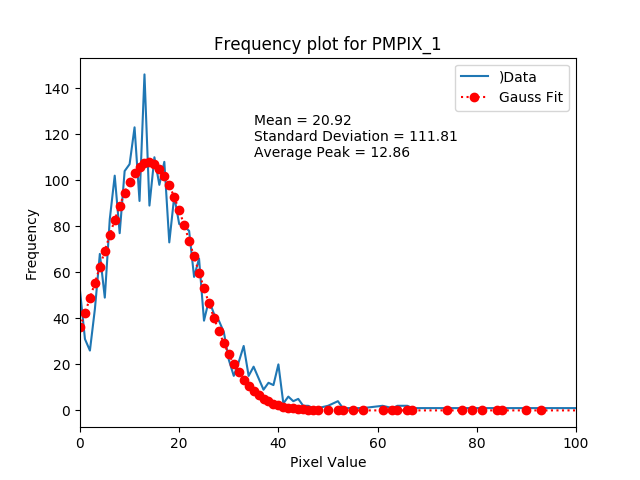 Frequency plot for PMPIX_1
)Data
Gauss Fit
Mean = 20.92
Standard Deviation = 111.81
Average Peak = 12.86
Frequency
140
120
100
80
60
40
20
0
0 20 40 60 80 100
Pixel Value